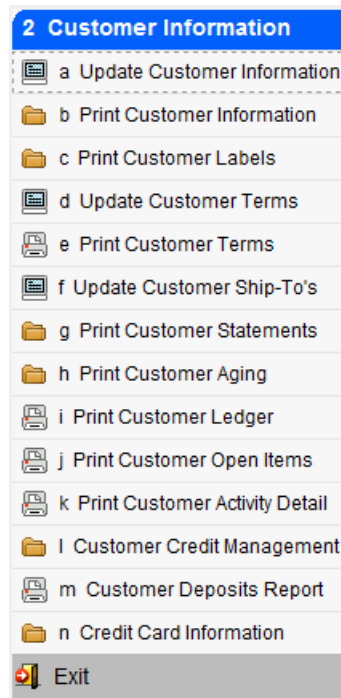 2 Customer Information
a Update Customer Information
b Print Customer Information
c Print Customer Labels
d Update Customer Terms
e Print Customer Terms
f Update Customer Ship-To's
g Print Customer Statements
h Print Customer Aging
i Print Customer Ledger
j Print Customer Open Items
k Print Customer Activity Detail
l Customer Credit Management
m Customer Deposits Report
n Credit Card Information
Exit